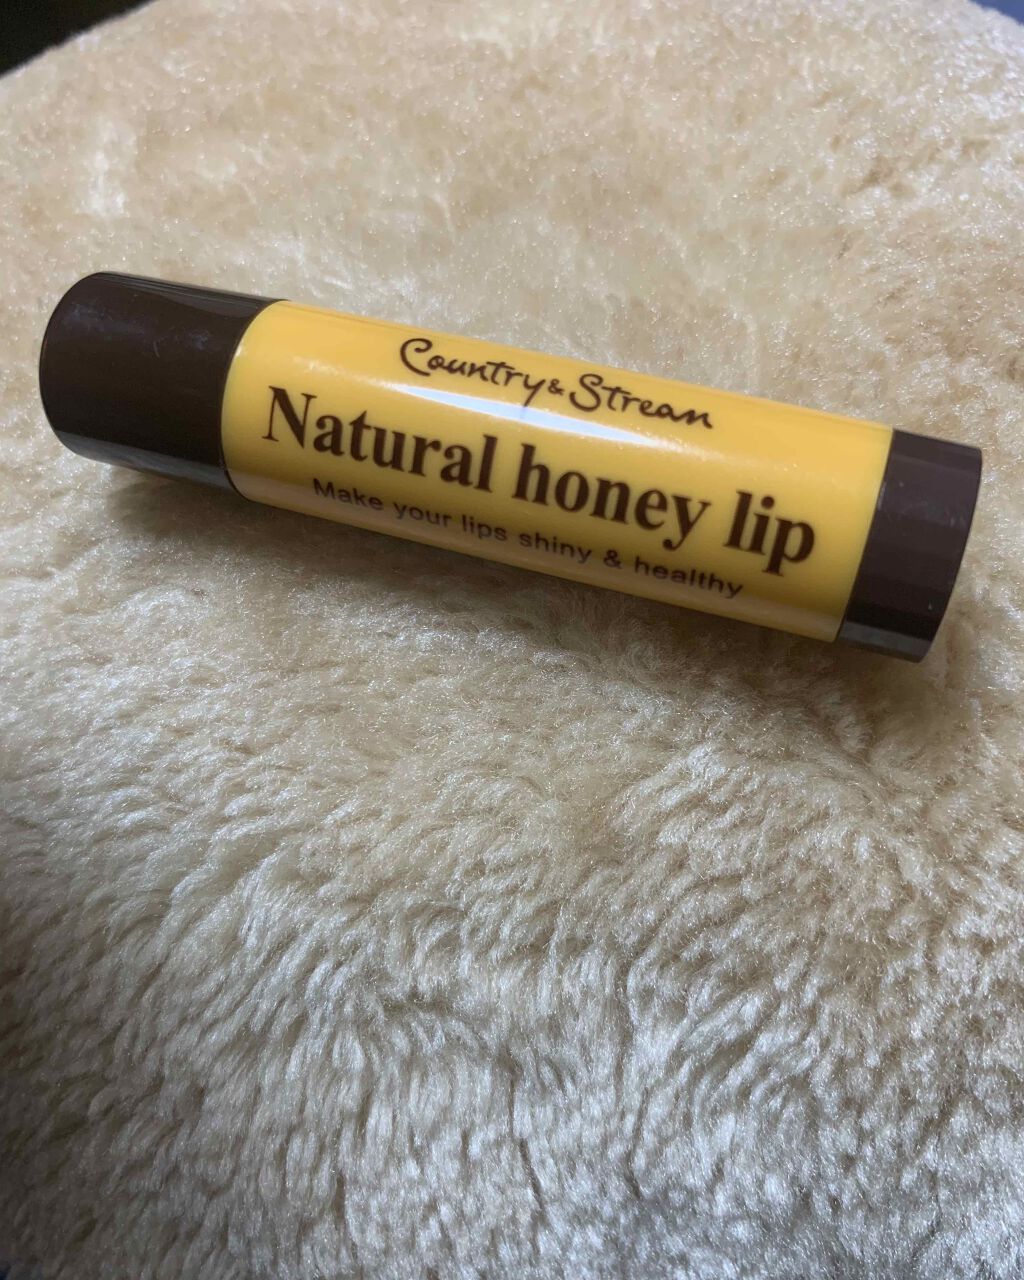 Country & Stream
Natural honey lip
Make your lips shiny & healthy